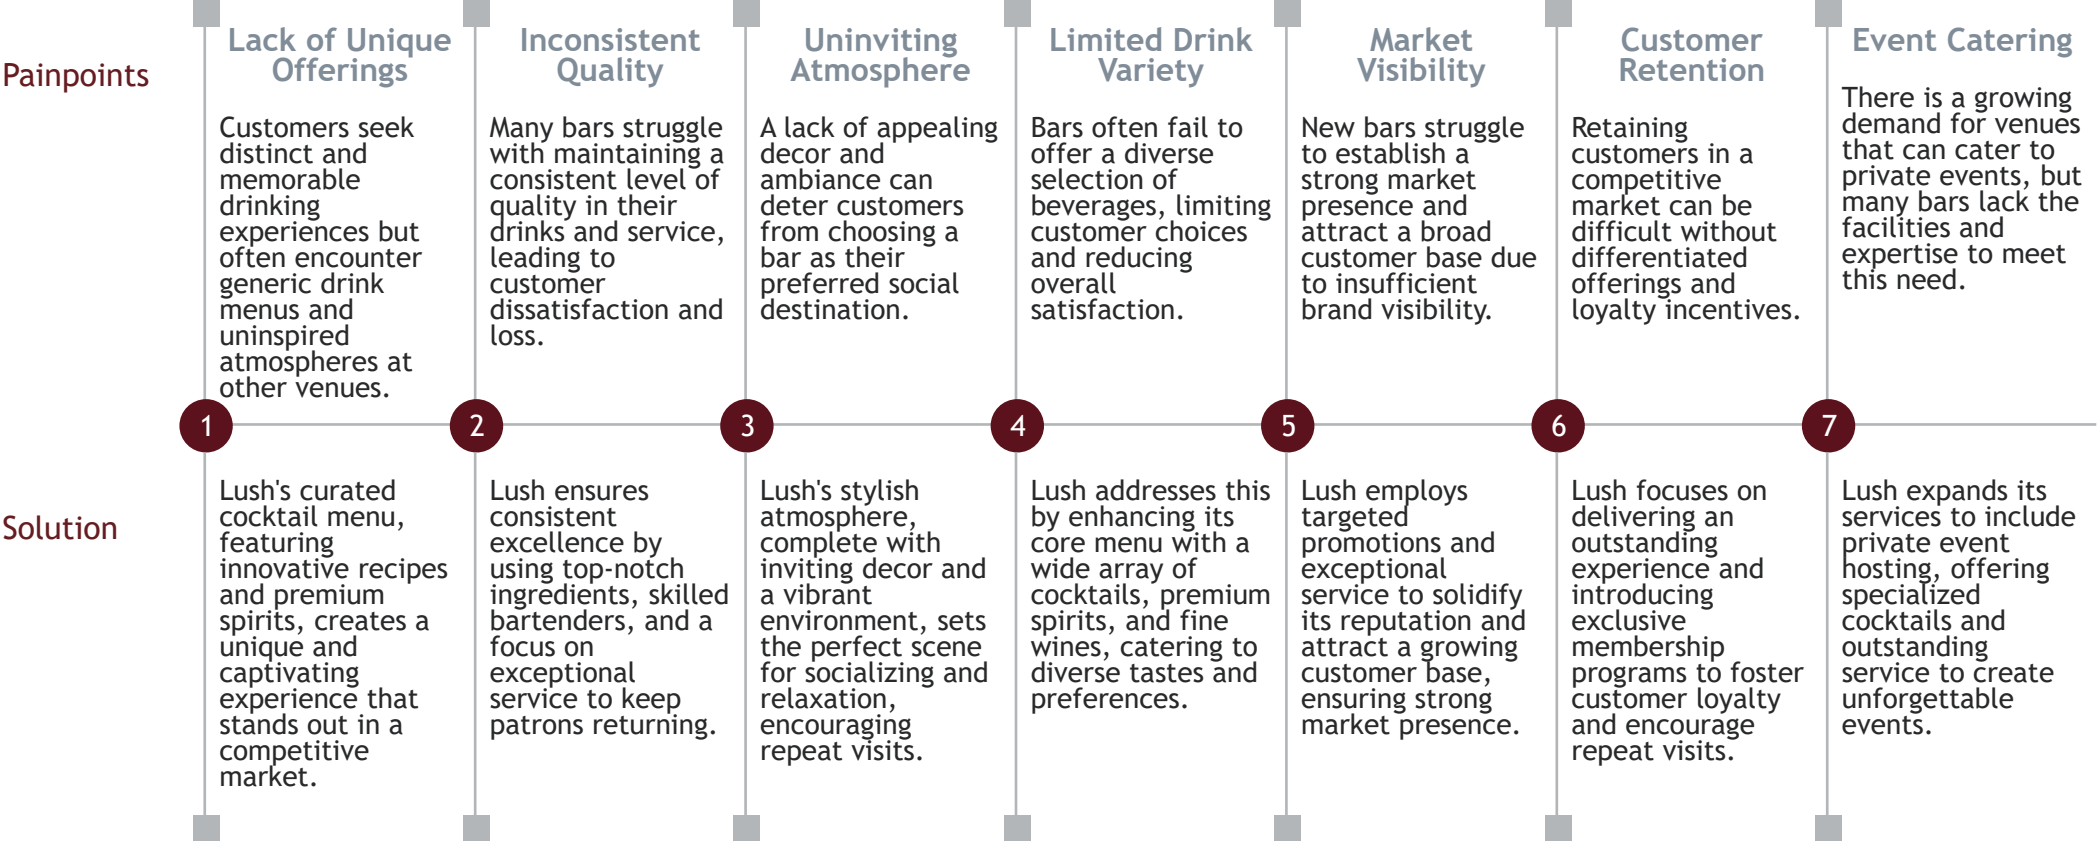 Painpoints
Lack of Unique
Offerings
Customers seek
distinct and
memorable
drinking
experiences but
often encounter
generic drink
menus and
uninspired
atmospheres at
other venues.
Inconsistent
Quality
Many bars struggle
with maintaining a
consistent level of
quality in their
drinks and service,
leading to
customer
dissatisfaction and
loss.
Uninviting
Atmosphere
A lack of appealing
decor and
ambiance can
deter customers
from choosing a
bar as their
preferred social
destination.
Limited Drink
Variety
Bars often fail to
offer a diverse
selection of
beverages, limiting
customer choices
and reducing
overall
satisfaction.
Market
Visibility
New bars struggle
to establish a
strong market
presence and
attract a broad
customer base due
to insufficient
brand visibility.
Customer
Retention
Retaining
customers in a
competitive
market can be
difficult without
differentiated
offerings and
loyalty incentives.
Event Catering
There is a growing
demand for venues
that can cater to
private events, but
many bars lack the
facilities and
expertise to meet
this need.
1
2
3
4
5
6
7
Solution
Lush's curated
cocktail menu,
featuring
innovative recipes
and premium
spirits, creates a
unique and
captivating
experience that
stands out in a
competitive
market.
Lush ensures
consistent
excellence by
using top-notch
ingredients, skilled
bartenders, and a
focus on
exceptional
service to keep
patrons returning.
Lush's stylish
atmosphere,
complete with
inviting decor and
a vibrant
environment, sets
the perfect scene
for socializing and
relaxation,
encouraging
repeat visits.
Lush addresses this
by enhancing its
core menu with a
wide array of
cocktails, premium
spirits, and fine
wines, catering to
diverse tastes and
preferences.
Lush employs
targeted
promotions and
exceptional
service to solidify
its reputation and
attract a growing
customer base,
ensuring strong
market presence.
Lush focuses on
delivering an
outstanding
experience and
introducing
exclusive
membership
programs to foster
customer loyalty
and encourage
repeat visits.
Lush expands its
services to include
private event
hosting, offering
specialized
cocktails and
outstanding
service to create
unforgettable
events.